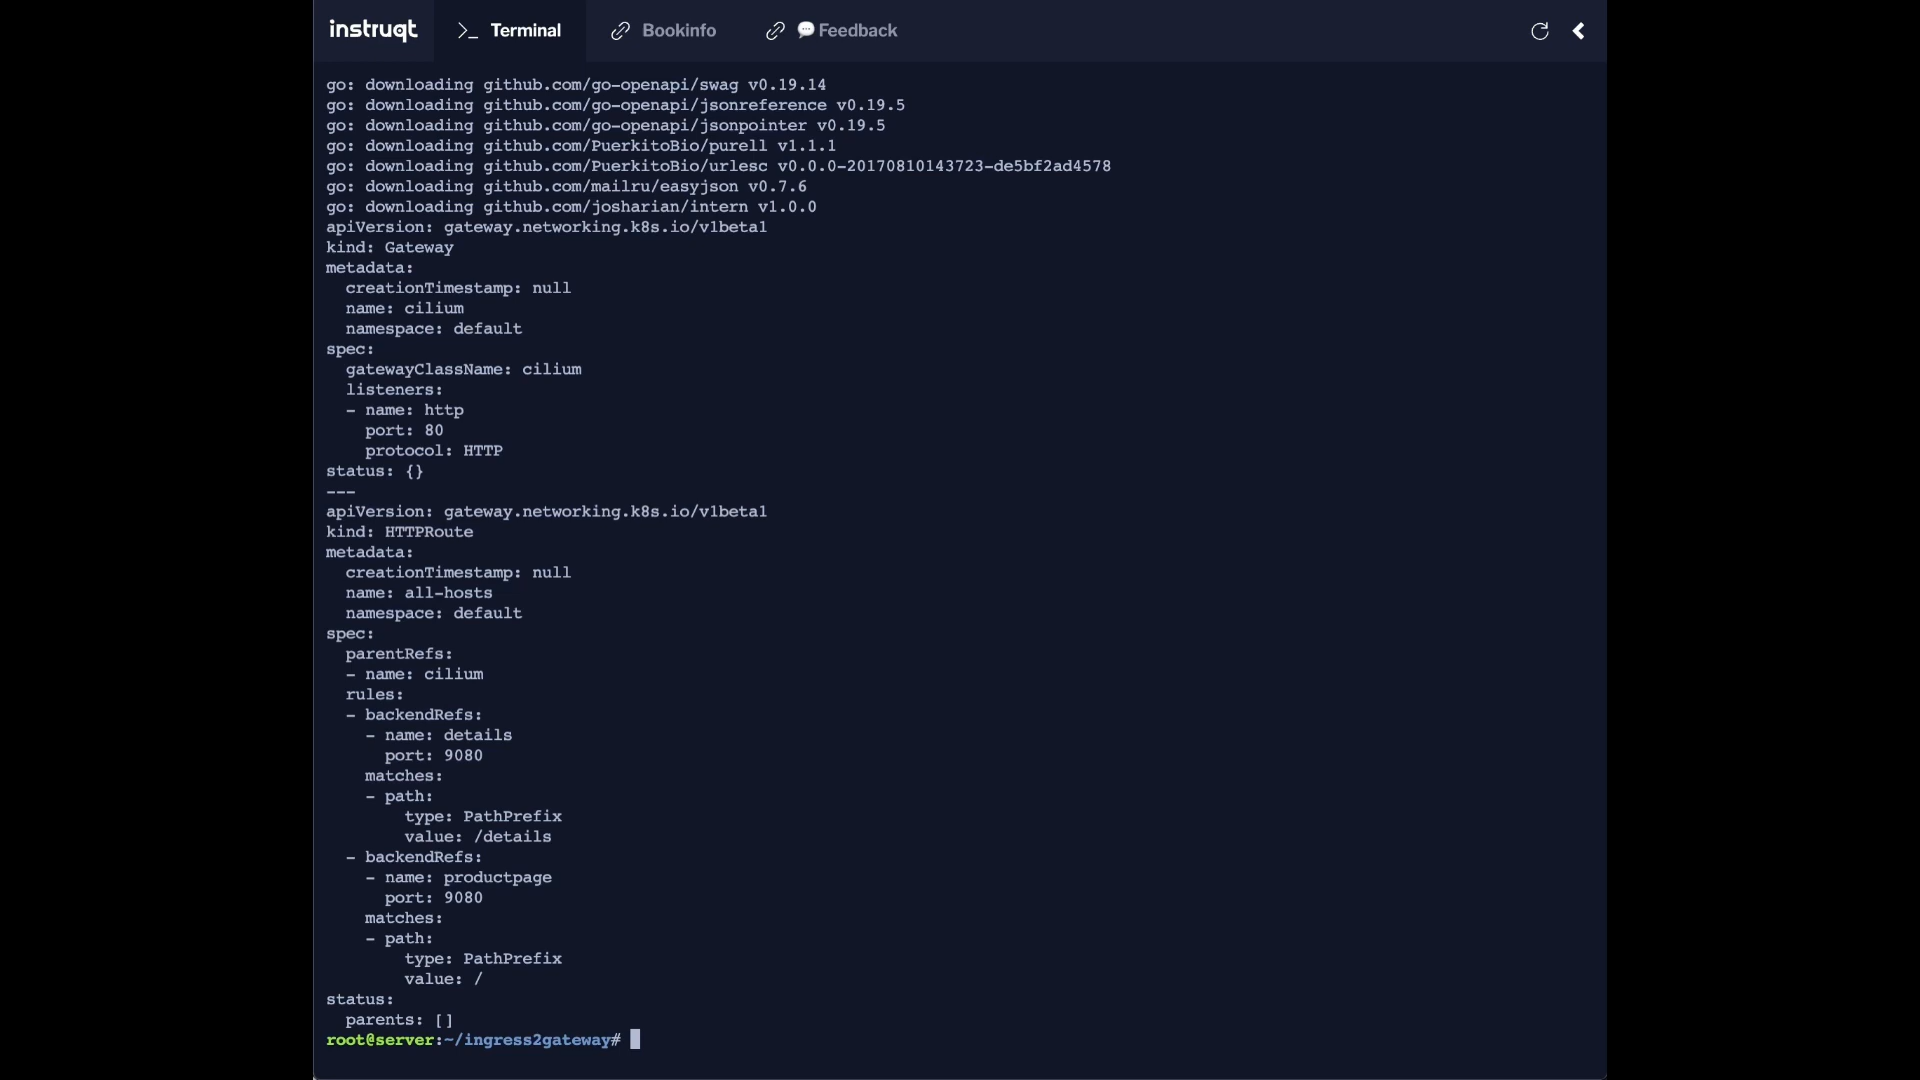 instruqt
>_ Terminal
Bookinfo
Feedback
go: downloading github.com/go-openapi/swag v0.19.14
go: downloading github.com/go-openapi/jsonreference v0.19.5
go: downloading github.com/go-openapi/jsonpointer v0.19.5
go: downloading github.com/PuerkitoBio/purell v1.1.1
go: downloading github.com/PuerkitoBio/urlesc v0.0.0-20170810143723-de5bf2ad4578
go: downloading github.com/mailru/easyjson v0.7.6
go: downloading github.com/josharian/intern v1.0.0
apiVersion: gateway.networking.k8s.io/v1beta1
kind: Gateway
metadata:
  creationTimestamp: null
  name: cilium
  namespace: default
spec:
  gatewayClassName: cilium
  listeners:
  - name: http
    port: 80
    protocol: HTTP
status: {}
---
apiVersion: gateway.networking.k8s.io/v1beta1
kind: HTTPRoute
metadata:
  creationTimestamp: null
  name: all-hosts
  namespace: default
spec:
  parentRefs:
  - name: cilium
  rules:
  - backendRefs:
    - name: details
      port: 9080
    matches:
    - path:
        type: PathPrefix
        value: /details
  - backendRefs:
    - name: productpage
      port: 9080
    matches:
    - path:
        type: PathPrefix
        value: /
status:
  parents: []
root@server:~/ingress2gateway#